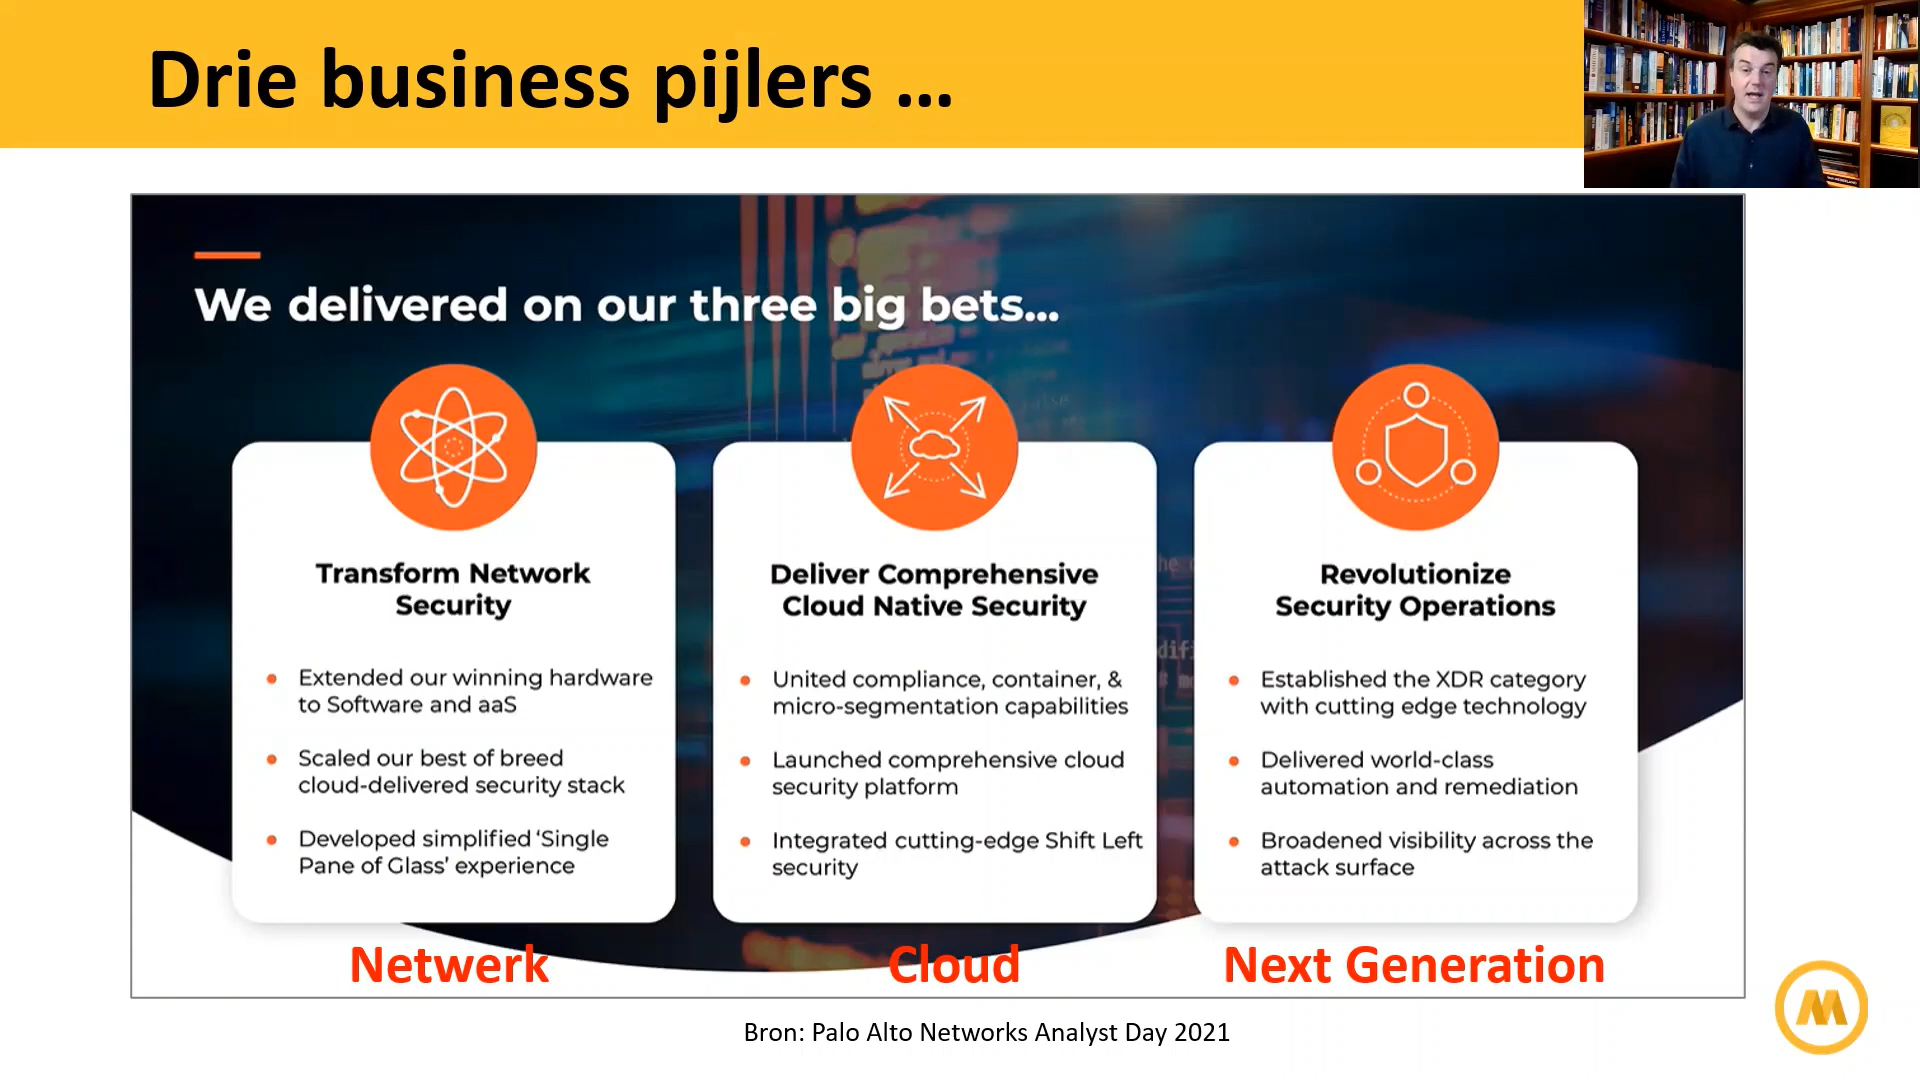 Drie business pijlers ...
We delivered on our three big bets...
Transform Network
Security
Extended our winning hardware
to Software and aaS
Scaled our best of breed
cloud-delivered security stack
Developed simplified ‘Single
Pane of Glass’ experience
Deliver Comprehensive
Cloud Native Security
United compliance, container, &
micro-segmentation capabilities
Launched comprehensive cloud
security platform
Integrated cutting-edge Shift Left
security
Revolutionize
Security Operations
Established the XDR category
with cutting edge technology
Delivered world-class
automation and remediation
Broadened visibility across the
attack surface
Netwerk
Cloud
Next Generation
Bron: Palo Alto Networks Analyst Day 2021